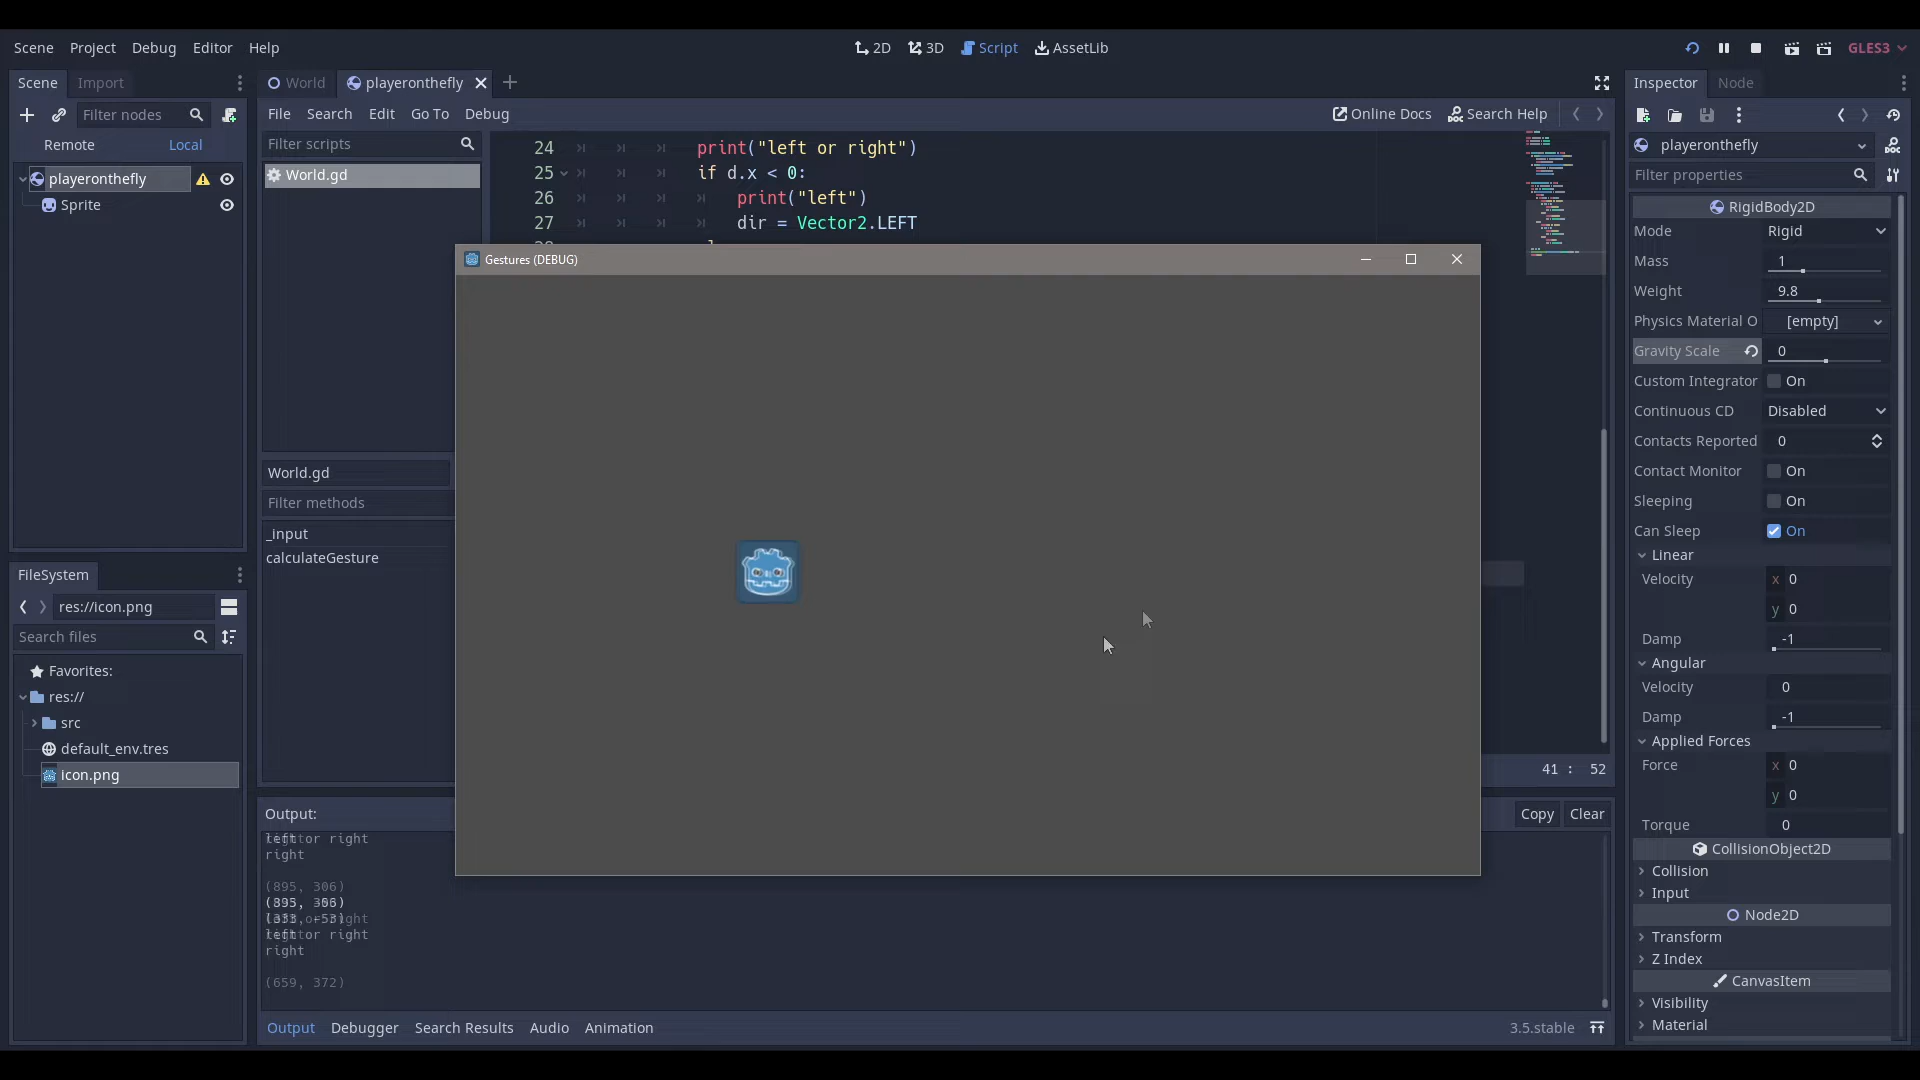 Scene Project Debug Editor Help
2D 3D Script AssetLib
GLES3
Scene Import
Filter nodes
Remote Local
playeronthefly
Sprite
FileSystem
res://icon.png
Search files
Favorites:
res://
src
default_env.tres
icon.png
World playeronthefly
File Search Edit Go To Debug
Online Docs Search Help
Filter scripts
World.gd
World.gd
Filter methods
_input
calculateGesture
24 print("left or right")
25 if d.x < 0:
26 print("left")
27 dir = Vector2.LEFT
Gestures (DEBUG)
41 : 52
Output:
Copy Clear
or right
right
(895, 306)
or right
right
(659, 372)
Output Debugger Search Results Audio Animation
3.5.stable
Inspector Node
playeronthefly
Filter properties
RigidBody2D
Mode Rigid
Mass 1
Weight 9.8
Physics Material O [empty]
Gravity Scale 0
Custom Integrator On
Continuous CD Disabled
Contacts Reported 0
Contact Monitor On
Sleeping On
Can Sleep On
Linear
Velocity x 0
y 0
Damp -1
Angular
Velocity 0
Damp -1
Applied Forces
Force x 0
y 0
Torque 0
CollisionObject2D
Collision
Input
Node2D
Transform
Z Index
CanvasItem
Visibility
Material